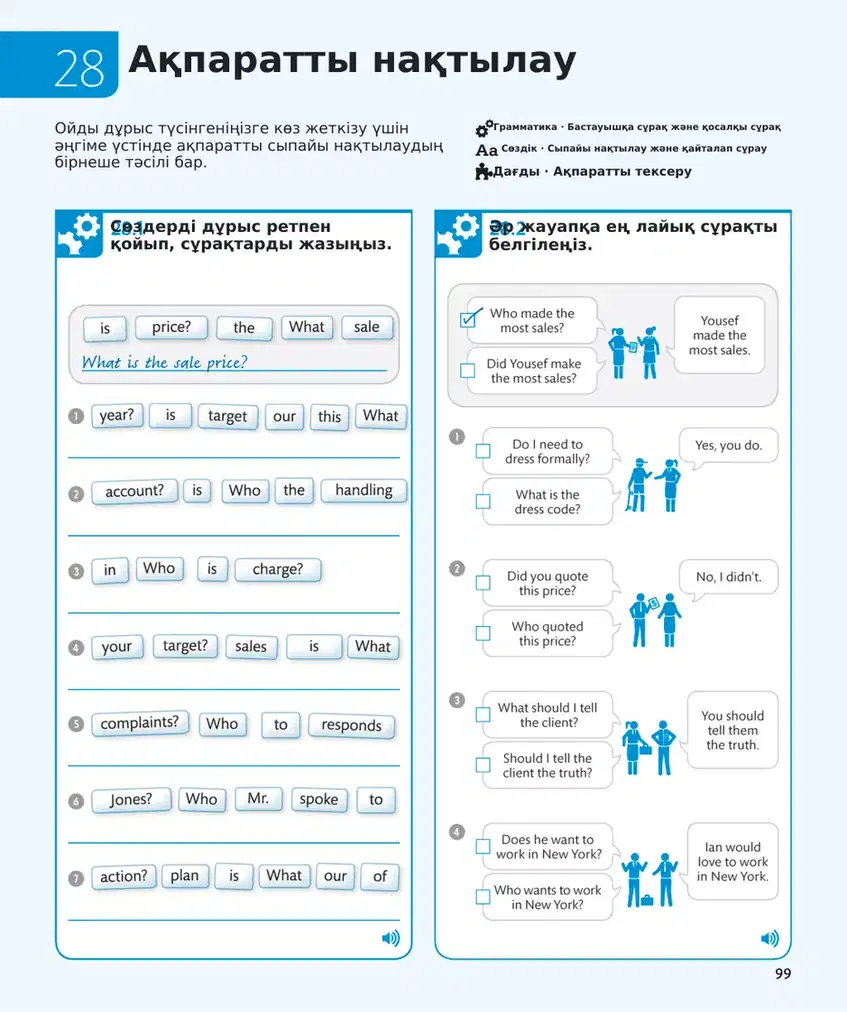 28
Ақпаратты нақтылау
Ойды дұрыс түсінгеніңізге көз жеткізу үшін
әңгіме үстінде ақпаратты сыпайы нақтылаудың
бірнеше тәсілі бар.
Грамматика · Бастауышқа сұрақ және қосалқы сұрақ
Aa Сөздік · Сыпайы нақтылау және қайталап сұрау
Дағды · Ақпаратты тексеру
28.1 Сөздерді дұрыс ретпен
қойып, сұрақтарды жазыңыз.
is price? the What sale
What is the sale price?
1 year? is target our this What
2 account? is Who the handling
3 in Who is charge?
4 your target? sales is What
5 complaints? Who to responds
6 Jones? Who Mr. spoke to
7 action? plan is What our of
28.2 Әр жауапқа ең лайық сұрақты
белгілеңіз.
Who made the
most sales?
Did Yousef make
the most sales?
Yousef
made the
most sales.
1
Do I need to
dress formally?
What is the
dress code?
Yes, you do.
2
Did you quote
this price?
Who quoted
this price?
No, I didn't.
3
What should I tell
the client?
Should I tell the
client the truth?
You should
tell them
the truth.
4
Does he want to
work in New York?
Who wants to work
in New York?
Ian would
love to work
in New York.
99